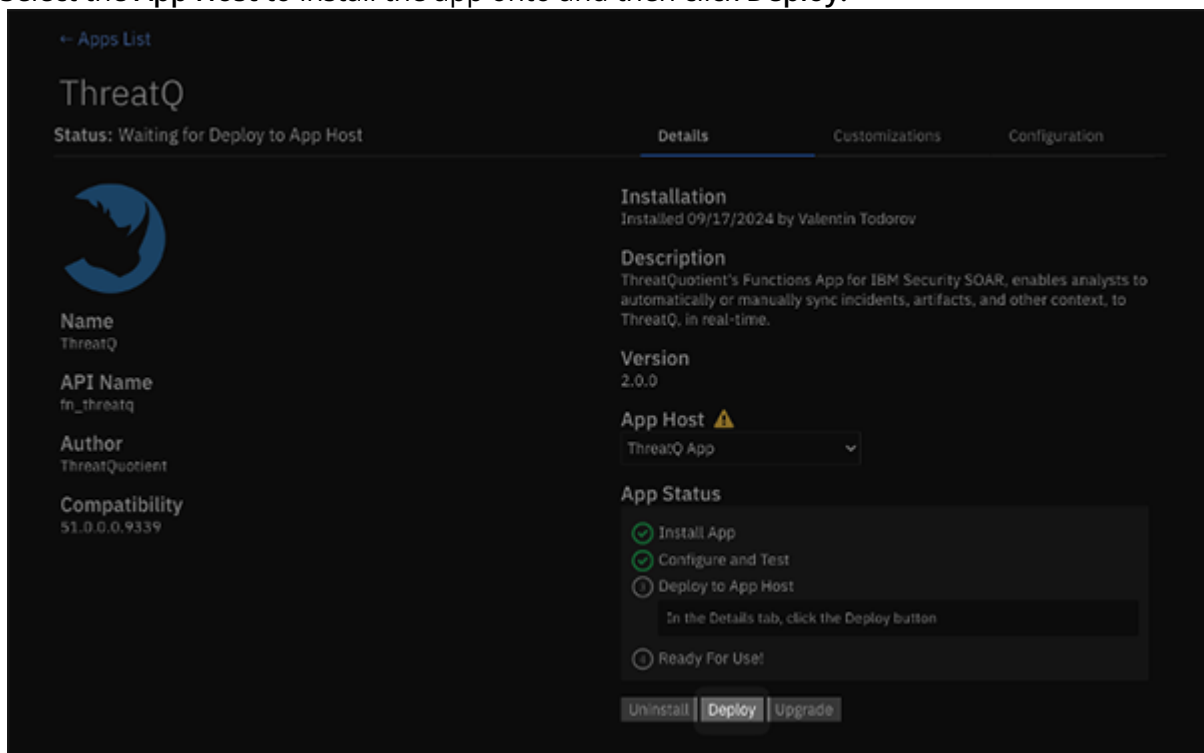 Select the App Host to install the app onto and then click Deploy.
← Apps List
ThreatQ
Status: Waiting for Deploy to App Host
Details
Customizations
Configuration
Name
ThreatQ
API Name
fn_threatq
Author
ThreatQuotient
Compatibility
51.0.0.0.9339
Installation
Installed 09/17/2024 by Valentin Todorov
Description
ThreatQuotient's Functions App for IBM Security SOAR, enables analysts to
automatically or manually sync incidents, artifacts, and other context, to
ThreatQ, in real-time.
Version
2.0.0
App Host
ThreatQ App
App Status
Install App
Configure and Test
3 Deploy to App Host
In the Details tab, click the Deploy button
4 Ready For Use!
Uninstall
Deploy
Upgrade